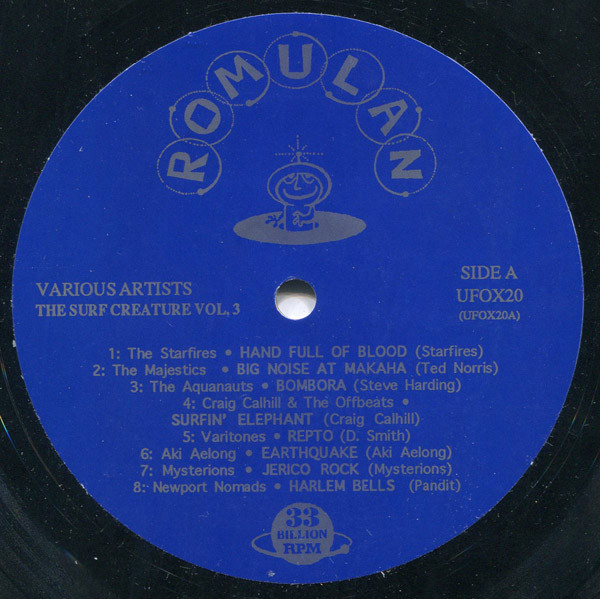 ROMULAN
VARIOUS ARTISTS
THE SURF CREATURE VOL, 3
SIDE A
UFOX20
(UFOX20A)
1: The Starfires • HAND FULL OF BLOOD (Starfires)
2: The Majestics • BIG NOISE AT MAKAHA (Ted Norris)
3: The Aquanauts • BOMBORA (Steve Harding)
4: Craig Calhill & The Offbeats •
SURFIN' ELEPHANT (Craig Calhill)
5: Varitones • REPTO (D. Smith)
6: Aki Aelong • EARTHQUAKE (Aki Aelong)
7: Mysterions • JERICO ROCK (Mysterions)
8: Newport Nomads • HARLEM BELLS (Pandit)
33
BILLION
RPM